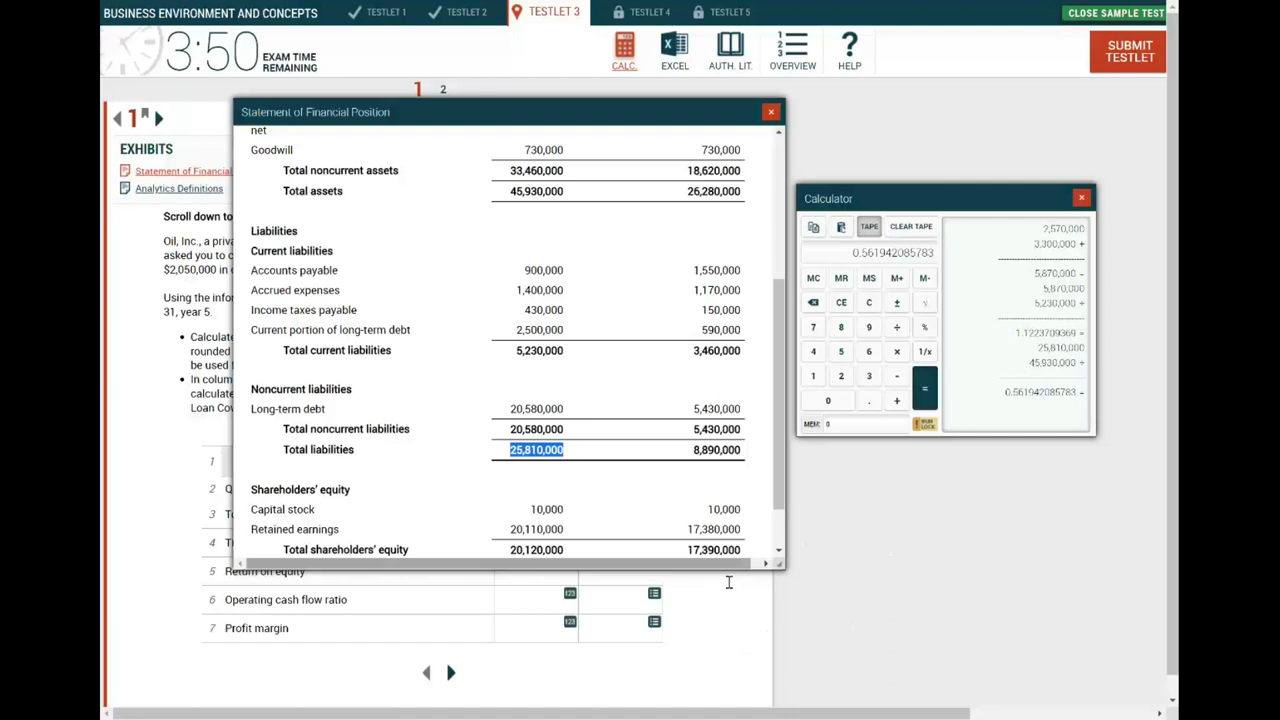 BUSINESS ENVIRONMENT AND CONCEPTS
TESTLET 1
TESTLET 2
TESTLET 3
TESTLET 4
TESTLET 5
CLOSE SAMPLE TEST
3:50
EXAM TIME
REMAINING
CALC.
EXCEL
AUTH. LIT.
OVERVIEW
HELP
SUBMIT
TESTLET
1 2
1
EXHIBITS
Statement of Financial
Analytics Definitions
Scroll down to
Oil, Inc., a priva
asked you to c
$2,050,000 in c
Using the infor
31, year 5.
Calculate
rounded
be used f
In colum
calculate
Loan Cov
1
2 Q
3 To
4 Ti
5 Return on equity
6 Operating cash flow ratio
7 Profit margin
Statement of Financial Position
net
Goodwill 730,000 730,000
Total noncurrent assets 33,460,000 18,620,000
Total assets 45,930,000 26,280,000
Liabilities
Current liabilities
Accounts payable 900,000 1,550,000
Accrued expenses 1,400,000 1,170,000
Income taxes payable 430,000 150,000
Current portion of long-term debt 2,500,000 590,000
Total current liabilities 5,230,000 3,460,000
Noncurrent liabilities
Long-term debt 20,580,000 5,430,000
Total noncurrent liabilities 20,580,000 5,430,000
Total liabilities 25,810,000 8,890,000
Shareholders' equity
Capital stock 10,000 10,000
Retained earnings 20,110,000 17,380,000
Total shareholders' equity 20,120,000 17,390,000
Calculator
TAPE CLEAR TAPE
0.561942085783
MC MR MS M+ M-
CE C ± √
7 8 9 ÷ %
4 5 6 × 1/x
1 2 3 - =
0 . +
MEM: 0
NUM LOCK
2,570,000
3,300,000 +
5,870,000 =
5,870,000
5,230,000 ÷
1.1223709369 =
25,810,000
45,930,000 ÷
0.561942085783 =